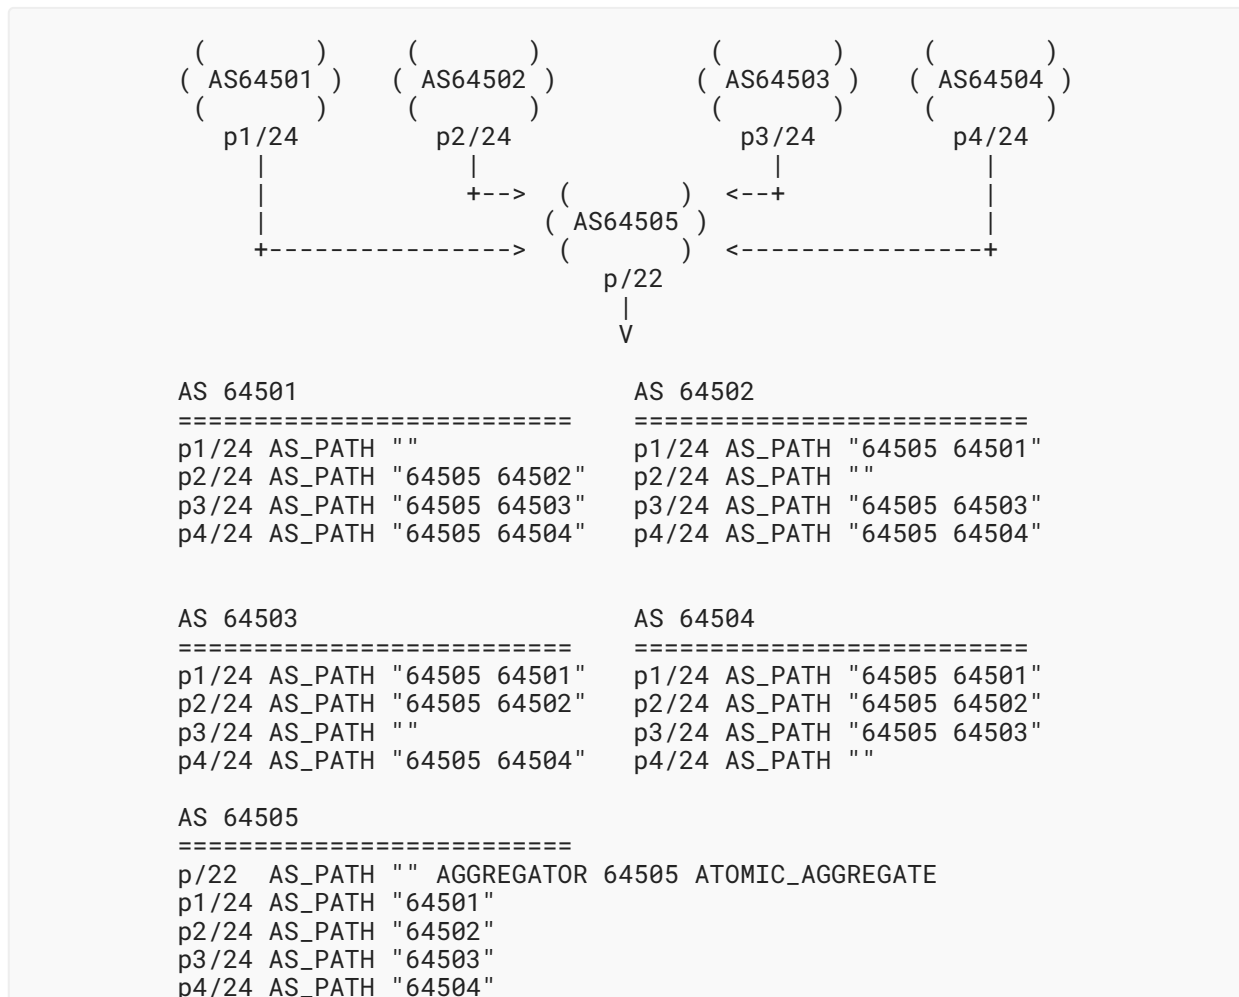 (       )     (       )           (       )     (       )
( AS64501 )   ( AS64502 )         ( AS64503 )   ( AS64504 )
 (       )     (       )           (       )     (       )
   p1/24         p2/24               p3/24         p4/24
     |             |                   |             |
     |             +-->  (       )  <--+             |
     |                  ( AS64505 )                  |
     +---------------->  (       )  <----------------+
                            p/22
                             |
                             V
AS 64501                      AS 64502
==========================    ==========================
p1/24 AS_PATH ""              p1/24 AS_PATH "64505 64501"
p2/24 AS_PATH "64505 64502"   p2/24 AS_PATH ""
p3/24 AS_PATH "64505 64503"   p3/24 AS_PATH "64505 64503"
p4/24 AS_PATH "64505 64504"   p4/24 AS_PATH "64505 64504"
AS 64503                      AS 64504
==========================    ==========================
p1/24 AS_PATH "64505 64501"   p1/24 AS_PATH "64505 64501"
p2/24 AS_PATH "64505 64502"   p2/24 AS_PATH "64505 64502"
p3/24 AS_PATH ""              p3/24 AS_PATH "64505 64503"
p4/24 AS_PATH "64505 64504"   p4/24 AS_PATH ""
AS 64505
==========================
p/22  AS_PATH "" AGGREGATOR 64505 ATOMIC_AGGREGATE
p1/24 AS_PATH "64501"
p2/24 AS_PATH "64502"
p3/24 AS_PATH "64503"
p4/24 AS_PATH "64504"